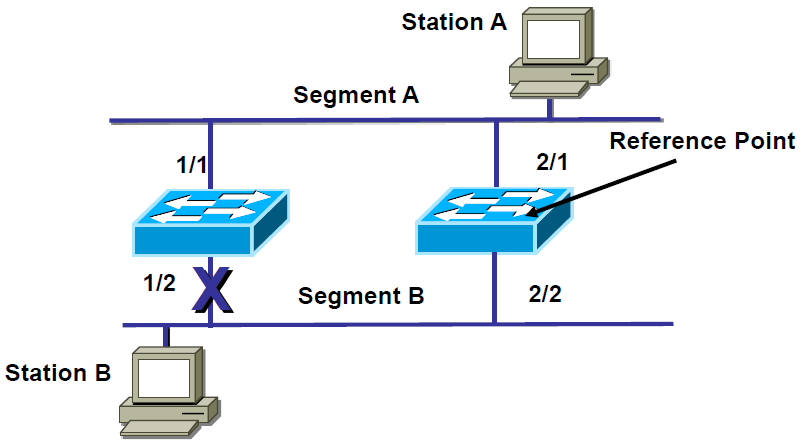 Station A
Segment A
Reference Point
1/1
2/1
1/2
X
Segment B
2/2
Station B